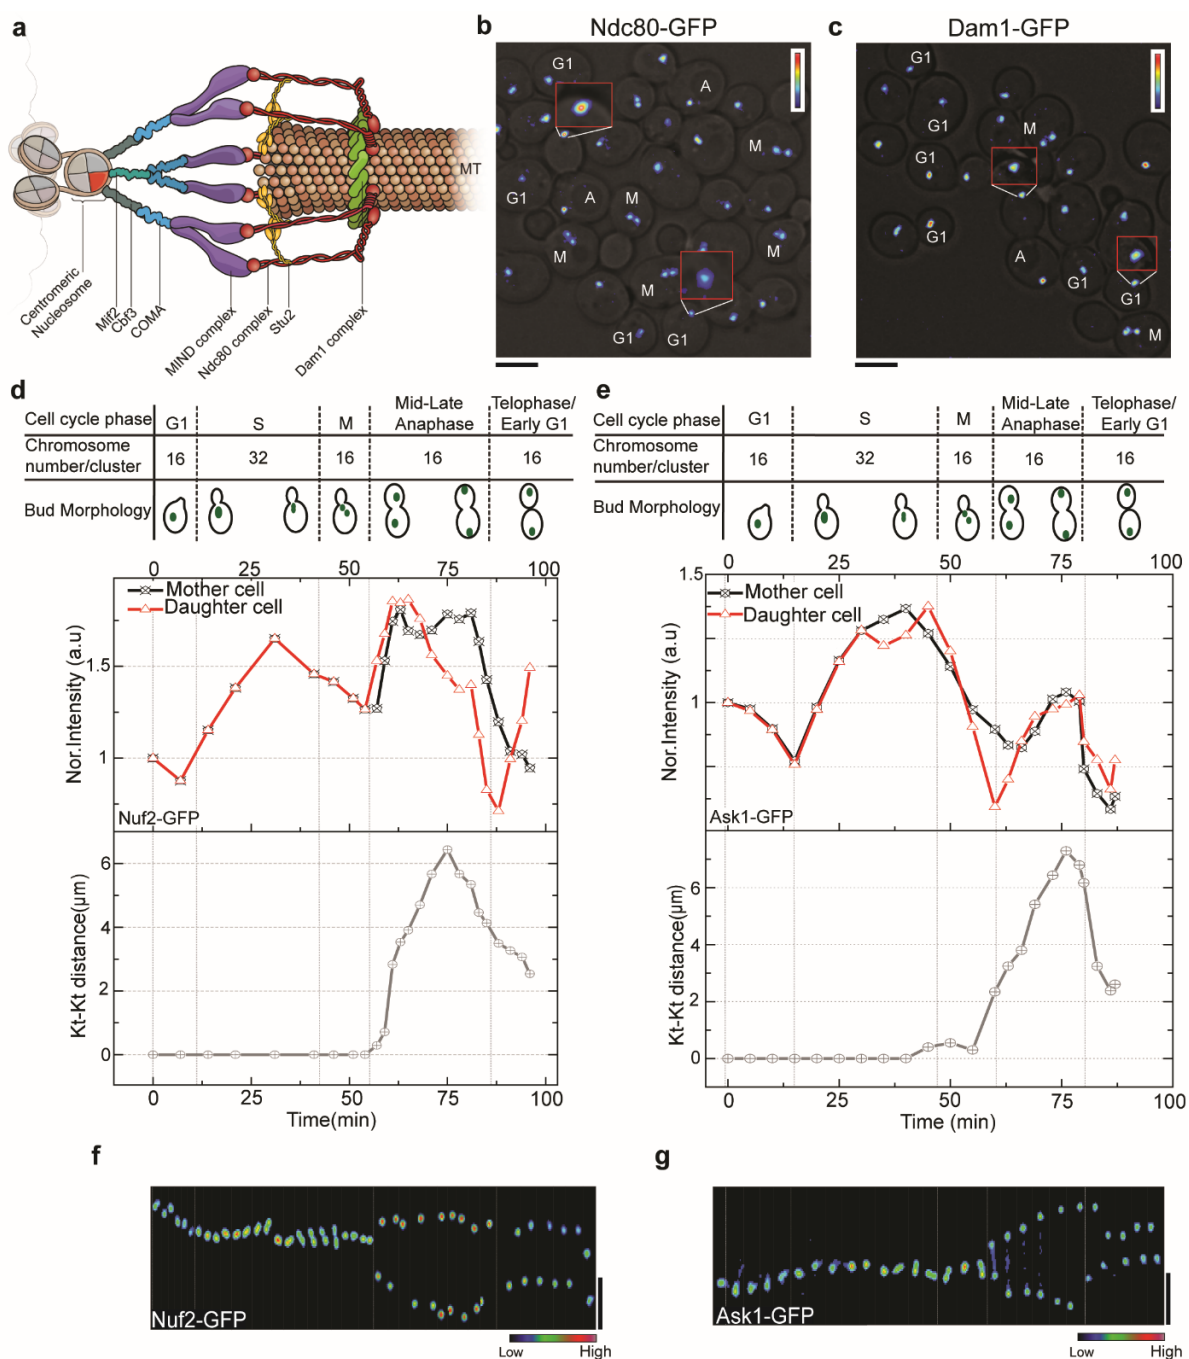 a
MT
Centromeric
Nucleosome
Mif2
Cbf3
COMA
MIND complex
Ndc80 complex
Stu2
Dam1 complex
b
Ndc80-GFP
G1
A
M
G1
A
M
M
M
M
G1
G1
c
Dam1-GFP
G1
G1
M
G1
G1
A
G1
G1
M
d
Cell cycle phase
G1
S
M
Mid-Late
Anaphase
Telophase/
Early G1
Chromosome
number/cluster
16
32
16
16
16
Bud Morphology
0
25
50
75
100
Mother cell
Daughter cell
1.5
1
Nor.Intensity (a.u)
Nuf2-GFP
6
4
2
0
Kt-Kt distance(μm)
0
25
50
75
100
Time(min)
e
Cell cycle phase
G1
S
M
Mid-Late
Anaphase
Telophase/
Early G1
Chromosome
number/cluster
16
32
16
16
16
Bud Morphology
0
25
50
75
100
1.5
Mother cell
Daughter cell
1
Nor.Intensity (a.u)
Ask1-GFP
6
4
2
0
Kt-Kt distance(μm)
0
25
50
75
100
Time (min)
f
Nuf2-GFP
Low
High
g
Ask1-GFP
Low
High